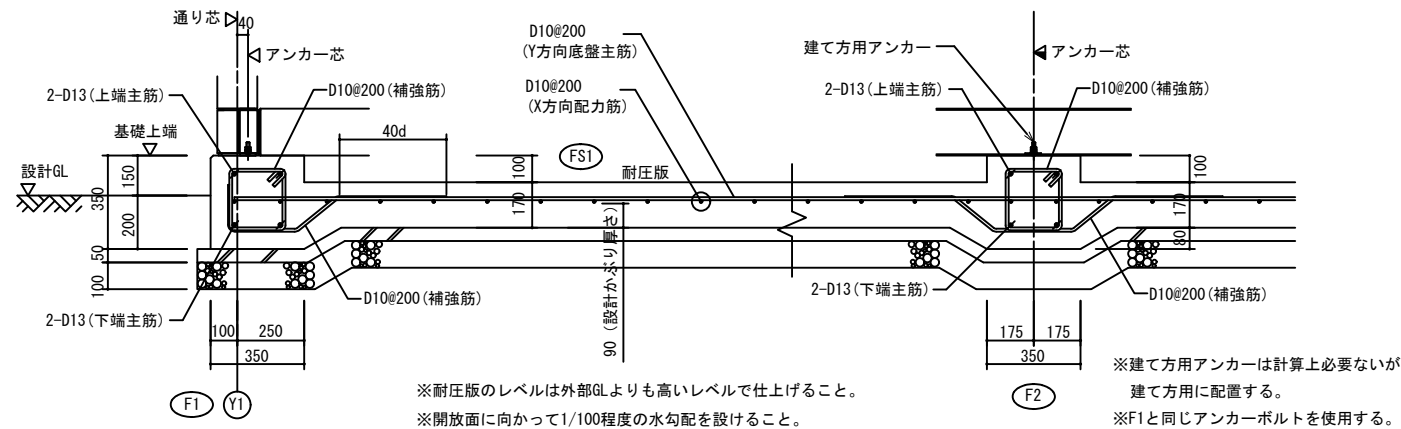 通り芯
40
アンカー芯
2-D13(上端主筋)
D10@200(補強筋)
基礎上端
設計GL
40d
D10@200
(Y方向底盤主筋)
D10@200
(X方向配力筋)
FS1
耐圧版
100
170
350
150
200
50
100
2-D13(下端主筋)
D10@200(補強筋)
100
250
350
F1
Y1
90 (設計かぶり厚さ)
建て方用アンカー
アンカー芯
2-D13(上端主筋)
D10@200(補強筋)
100
170
80
2-D13(下端主筋)
D10@200(補強筋)
175
175
350
F2
※耐圧版のレベルは外部GLよりも高いレベルで仕上げること。
※開放面に向かって1/100程度の水勾配を設けること。
※建て方用アンカーは計算上必要ないが
建て方用に配置する。
※F1と同じアンカーボルトを使用する。